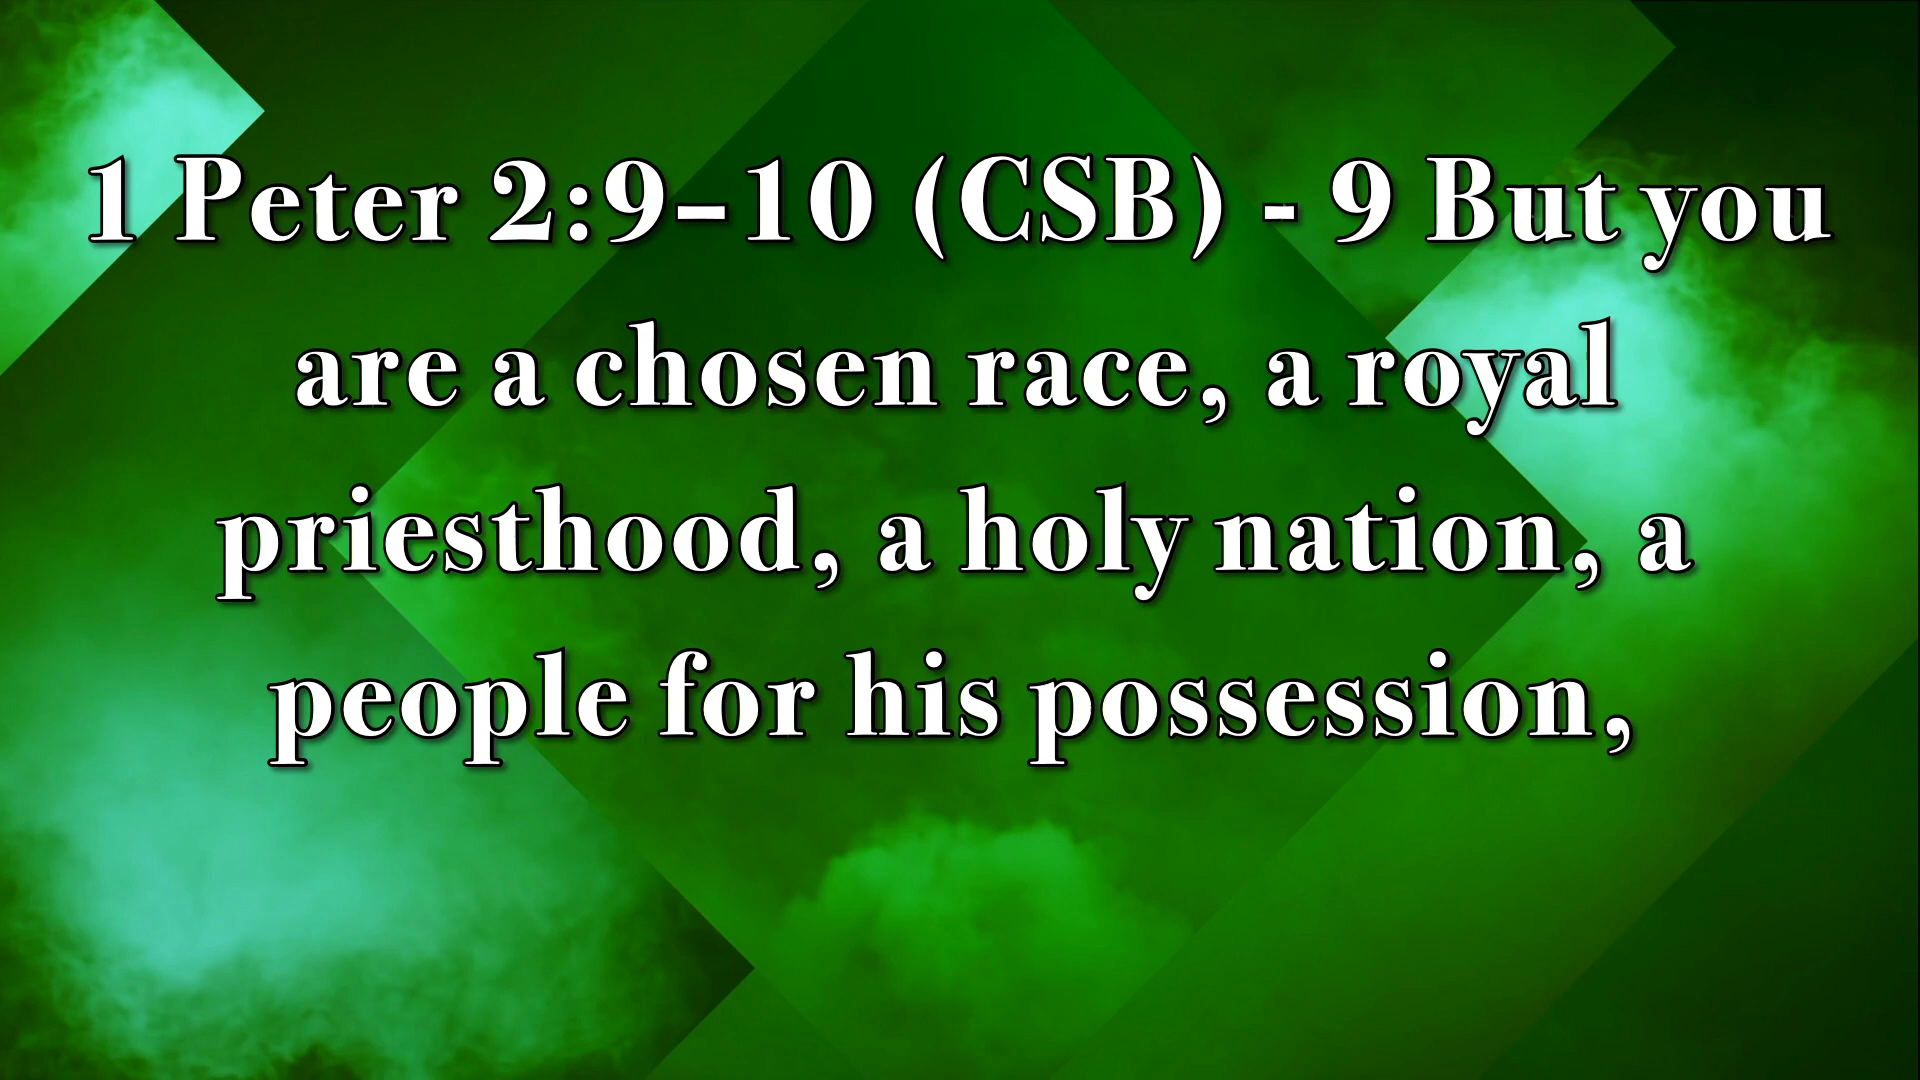 1 Peter 2:9–10 (CSB) - 9 But you
are a chosen race, a royal
priesthood, a holy nation, a
people for his possession,